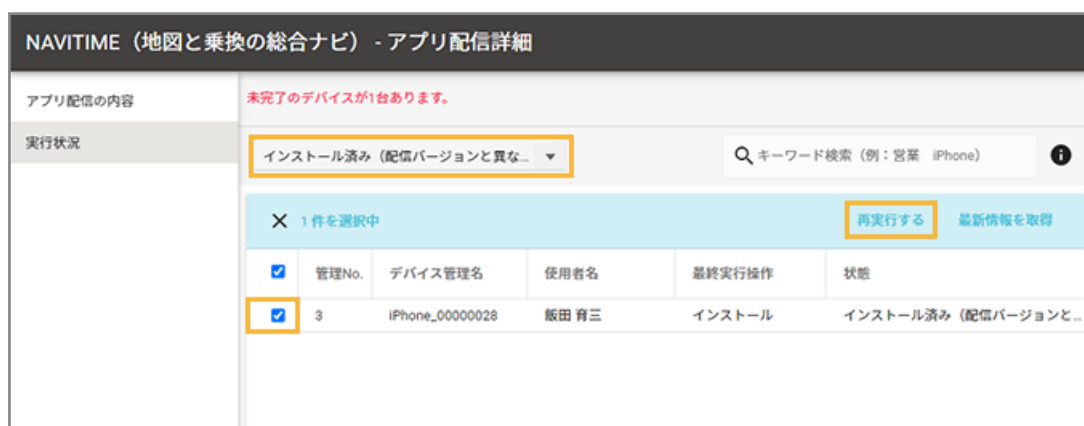 NAVITIME（地図と乗換の総合ナビ） - アプリ配信詳細
アプリ配信の内容
実行状況
未完了のデバイスが1台あります。
インストール済み（配信バージョンと異な...
キーワード検索（例：営業　iPhone）
1 件を選択中
再実行する
最新情報を取得
管理No.
デバイス管理名
使用者名
最終実行操作
状態
3
iPhone_00000028
飯田 育三
インストール
インストール済み（配信バージョンと...